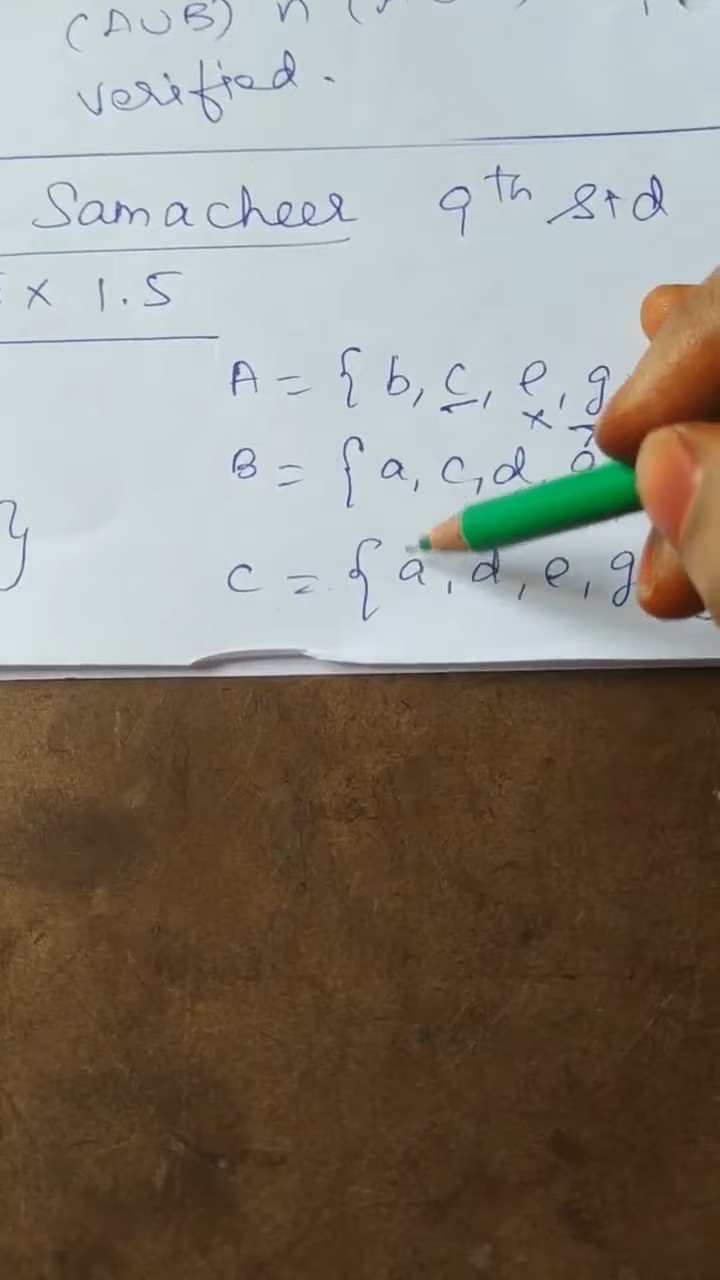 (A∪B) ∩ (
verified.
Samacheer 9th std
x 1.5
A = { b, c, e, g
B = { a, c, d,
}
C = { a, d, e, g